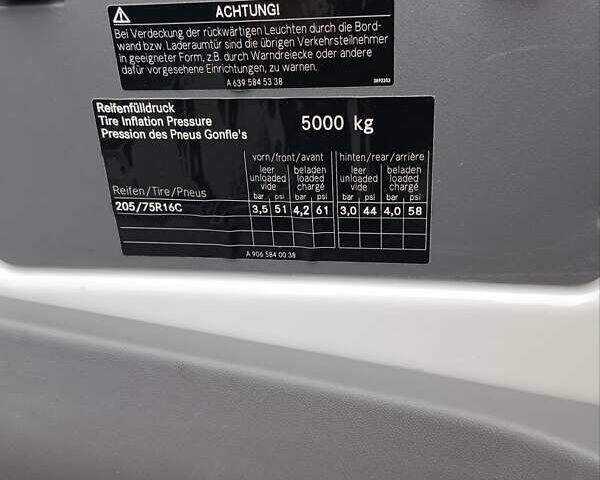 ACHTUNG!
Bei Verdeckung der rückwärtigen Leuchten durch die Bord-
wand bzw. Laderaumtür sind die übrigen Verkehrsteilnehmer
in geeigneter Form, z.B. durch Warndreiecke oder andere
dafür vorgesehene Einrichtungen, zu warnen.
A 639 584 53 38
Reifenfülldruck
Tire Inflation Pressure
Pression des Pneus Gonfle's
5000 kg
vorn/front/avant hinten/rear/arrière
leer beladen leer beladen
unloaded loaded unloaded loaded
vide chargé vide chargé
Reifen/Tire/Pneus bar psi bar psi bar psi bar psi
205/75R16C 3,5 51 4,2 61 3,0 44 4,0 58
A 906 584 00 38